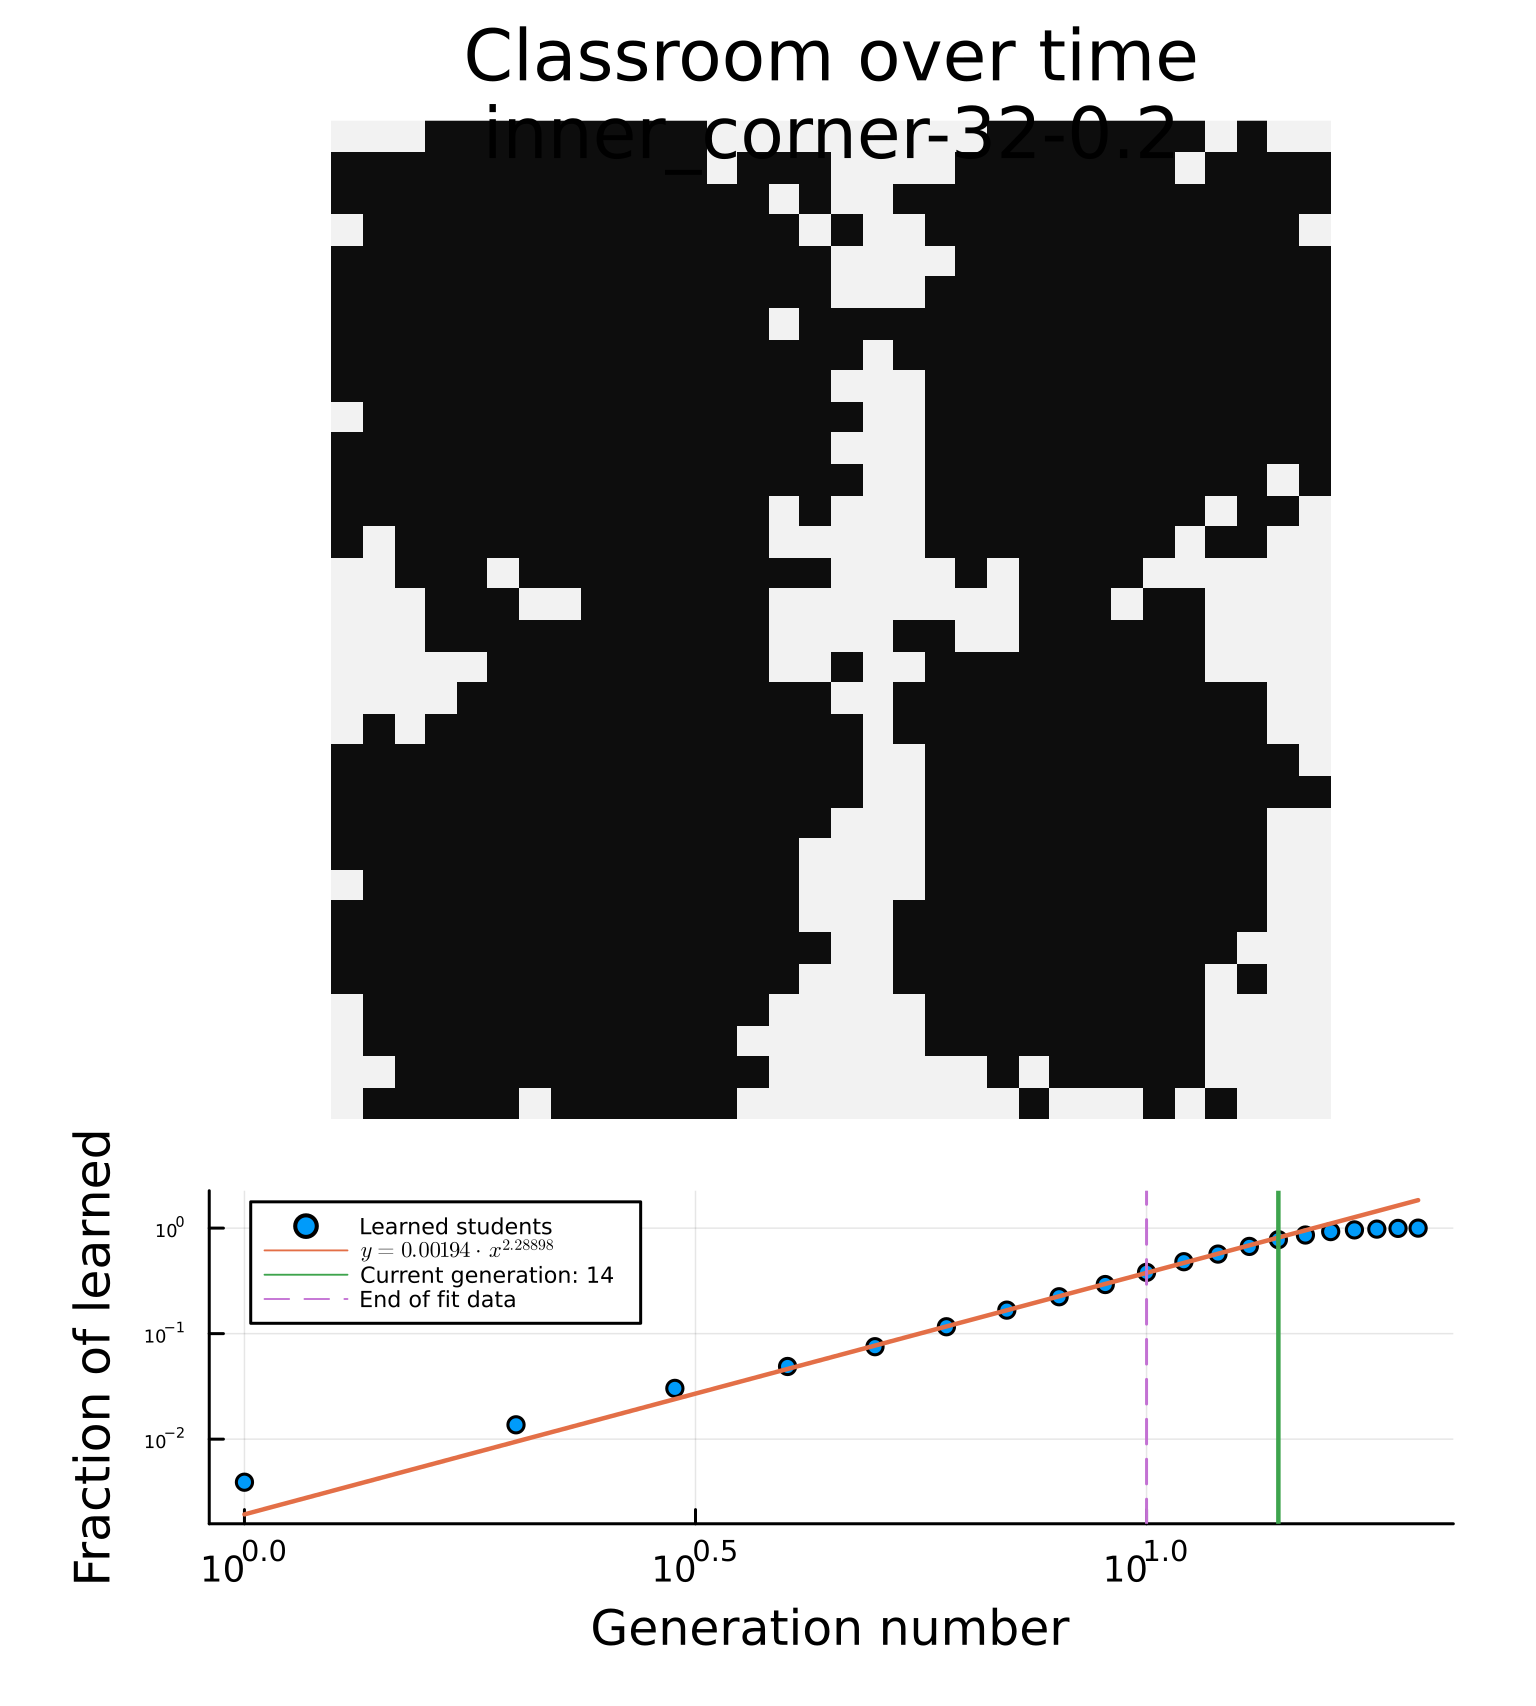 Classroom over time
inner_corner-32-0.2
Fraction of learned
10^0
10^-1
10^-2
Learned students
y = 0.00194 · x^2.28898
Current generation: 14
End of fit data
10^0.0
10^0.5
10^1.0
Generation number